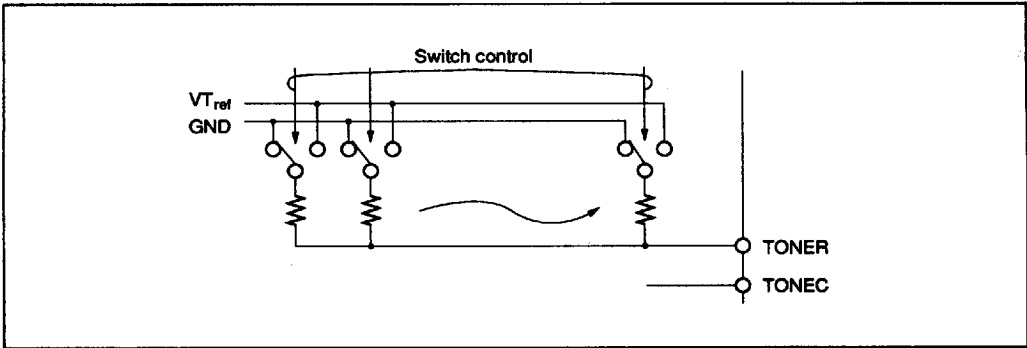 Switch control
VTref
GND
TONER
TONEC